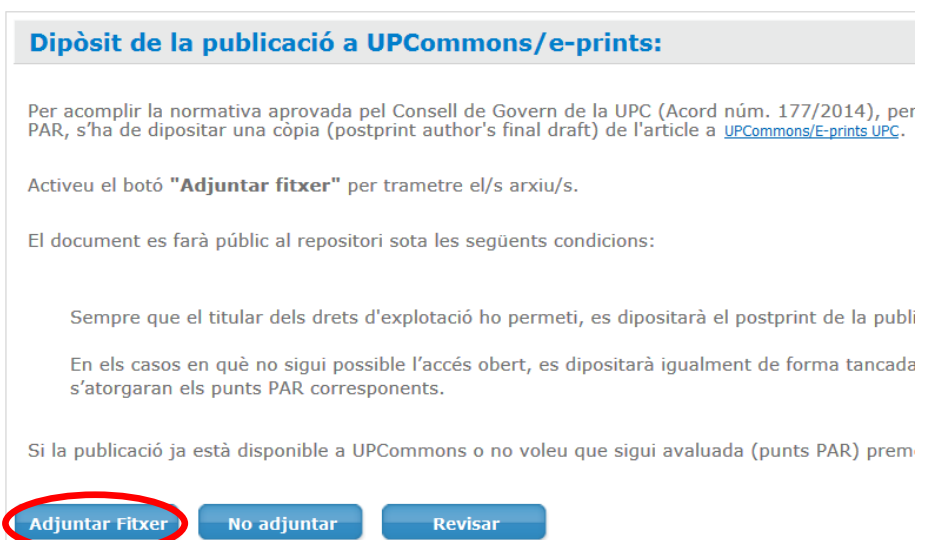 Dipòsit de la publicació a UPCommons/e-prints:
Per acomplir la normativa aprovada pel Consell de Govern de la UPC (Acord núm. 177/2014), per
PAR, s’ha de dipositar una còpia (postprint author's final draft) de l'article a UPCommons/E-prints UPC.
Activeu el botó "Adjuntar fitxer" per trametre el/s arxiu/s.
El document es farà públic al repositori sota les següents condicions:
Sempre que el titular dels drets d'explotació ho permeti, es dipositarà el postprint de la publi
En els casos en què no sigui possible l’accés obert, es dipositarà igualment de forma tancada
s’atorgaran els punts PAR corresponents.
Si la publicació ja està disponible a UPCommons o no voleu que sigui avaluada (punts PAR) prem
Adjuntar Fitxer No adjuntar Revisar